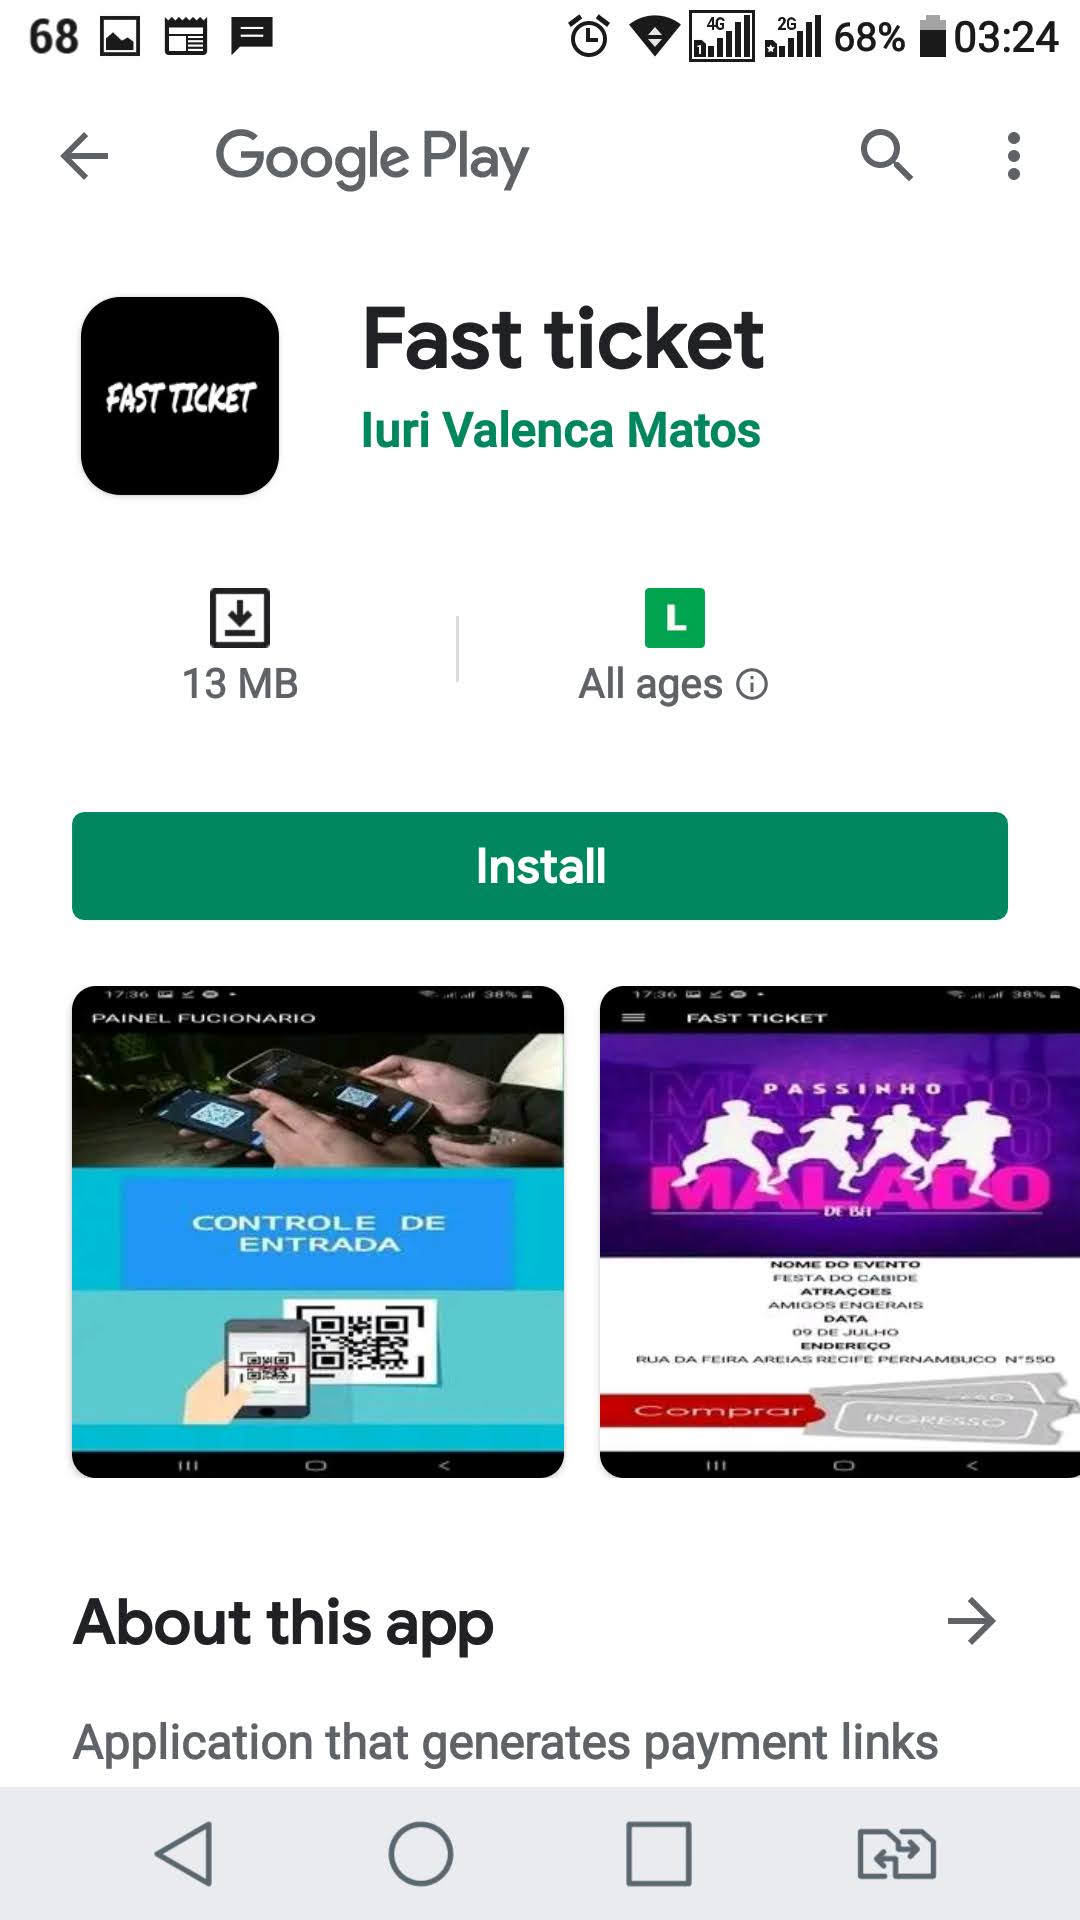 68 4G 1 2G 68% 03:24
Google Play
FAST TICKET
Fast ticket
Iuri Valenca Matos
13 MB
L
All ages
Install
17:36 38%
PAINEL FUCIONARIO
CONTROLE DE
ENTRADA
17:36 38%
FAST TICKET
PASSINHO
MALADO
DE BH
NOME DO EVENTO
FESTA DO CABIDE
ATRAÇOES
AMIGOS ENGERAIS
DATA
09 DE JULHO
ENDEREÇO
RUA DA FEIRA AREIAS RECIFE PERNAMBUCO N°550
Comprar
INGRESSO
About this app
Application that generates payment links